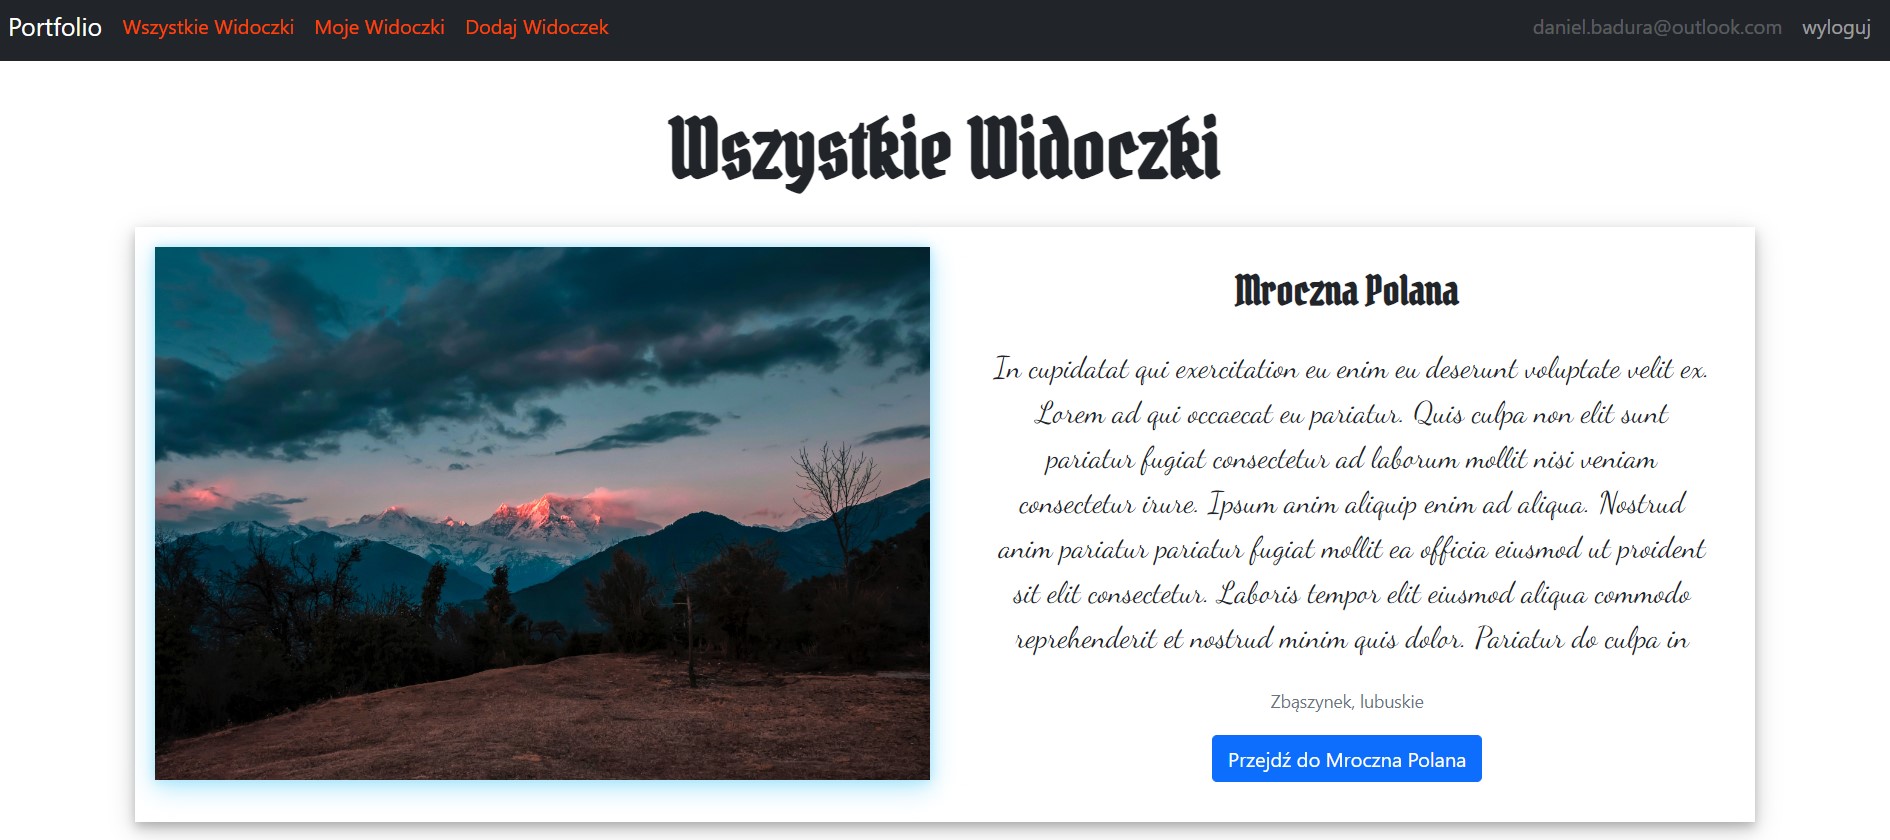 Portfolio Wszystkie Widoczki Moje Widoczki Dodaj Widoczek daniel.badura@outlook.com wyloguj
Wszystkie Widoczki
Mroczna Polana
In cupidatat qui exercitation eu enim eu deserunt voluptate velit ex.
Lorem ad qui occaecat eu pariatur. Quis culpa non elit sunt
pariatur fugiat consectetur ad laborum mollit nisi veniam
consectetur irure. Ipsum anim aliquip enim ad aliqua. Nostrud
anim pariatur pariatur fugiat mollit ea officia eiusmod ut proident
sit elit consectetur. Laboris tempor elit eiusmod aliqua commodo
reprehenderit et nostrud minim quis dolor. Pariatur do culpa in
Zbąszynek, lubuskie
Przejdź do Mroczna Polana